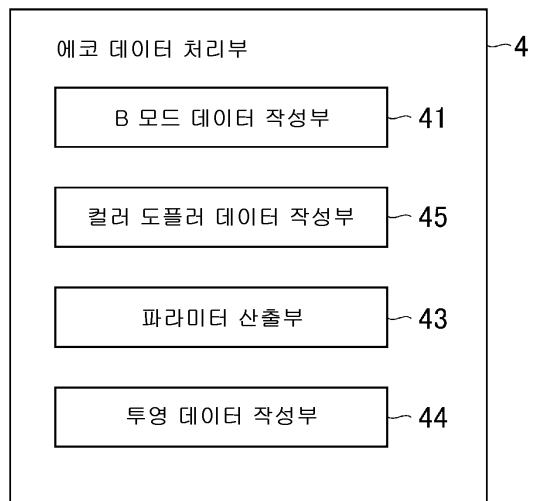 에코 데이터 처리부
4
B 모드 데이터 작성부
41
컬러 도플러 데이터 작성부
45
파라미터 산출부
43
투영 데이터 작성부
44